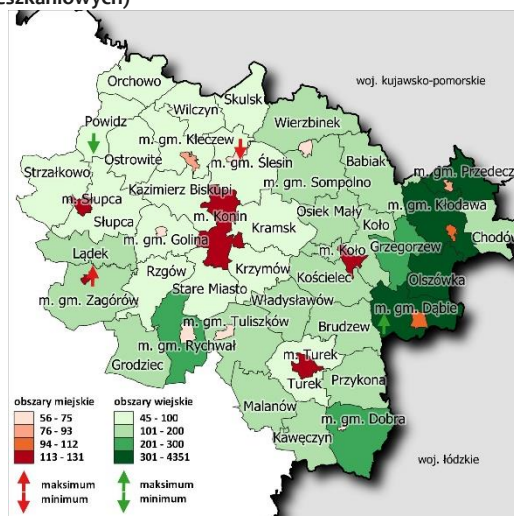 eszkaniowych)
Orchowo
Skulsk
woj. kujawsko-pomorskie
Wilczyn
Powidz
Wierzbinek
m. gm. Kleczew
Ostrowite
m. gm. Ślesin
Babiak
m. gm. Przedecz
Strzałkowo
Kazimierz Biskupi
m. gm. Sompolno
m. Słupca
m. gm. Kłodawa
Osiek Mały
m. Konin
Koło
Słupca
Kramsk
m. gm. Golina
Chodów
m. Koło
Grzegorzew
Lądek
Rzgów
Krzymów
Kościelec
Olszówka
Stare Miasto
m. gm. Zagórów
Władysławów
m. gm. Dąbie
m. gm. Tuliszków
Brudzew
m. gm. Rychwał
m. Turek
Grodziec
Turek
Przykona
obszary miejskie
obszary wiejskie
Malanów
56 - 75
45 - 100
76 - 93
101 - 200
m. gm. Dobra
94 - 112
201 - 300
Kawęczyn
113 - 131
301 - 4351
woj. łódzkie
maksimum
maksimum
minimum
minimum